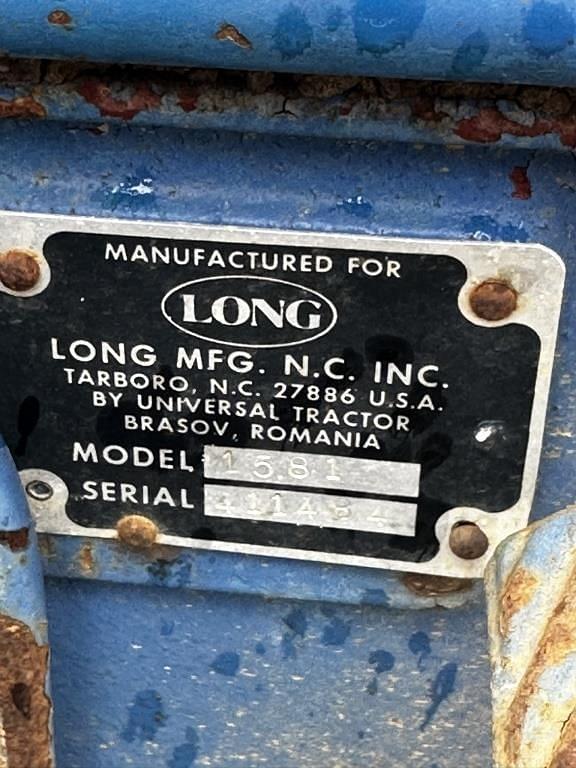 MANUFACTURED FOR
LONG
LONG MFG. N.C. INC.
TARBORO, N.C. 27886 U.S.A.
BY UNIVERSAL TRACTOR
BRASOV, ROMANIA
MODEL 1581
SERIAL